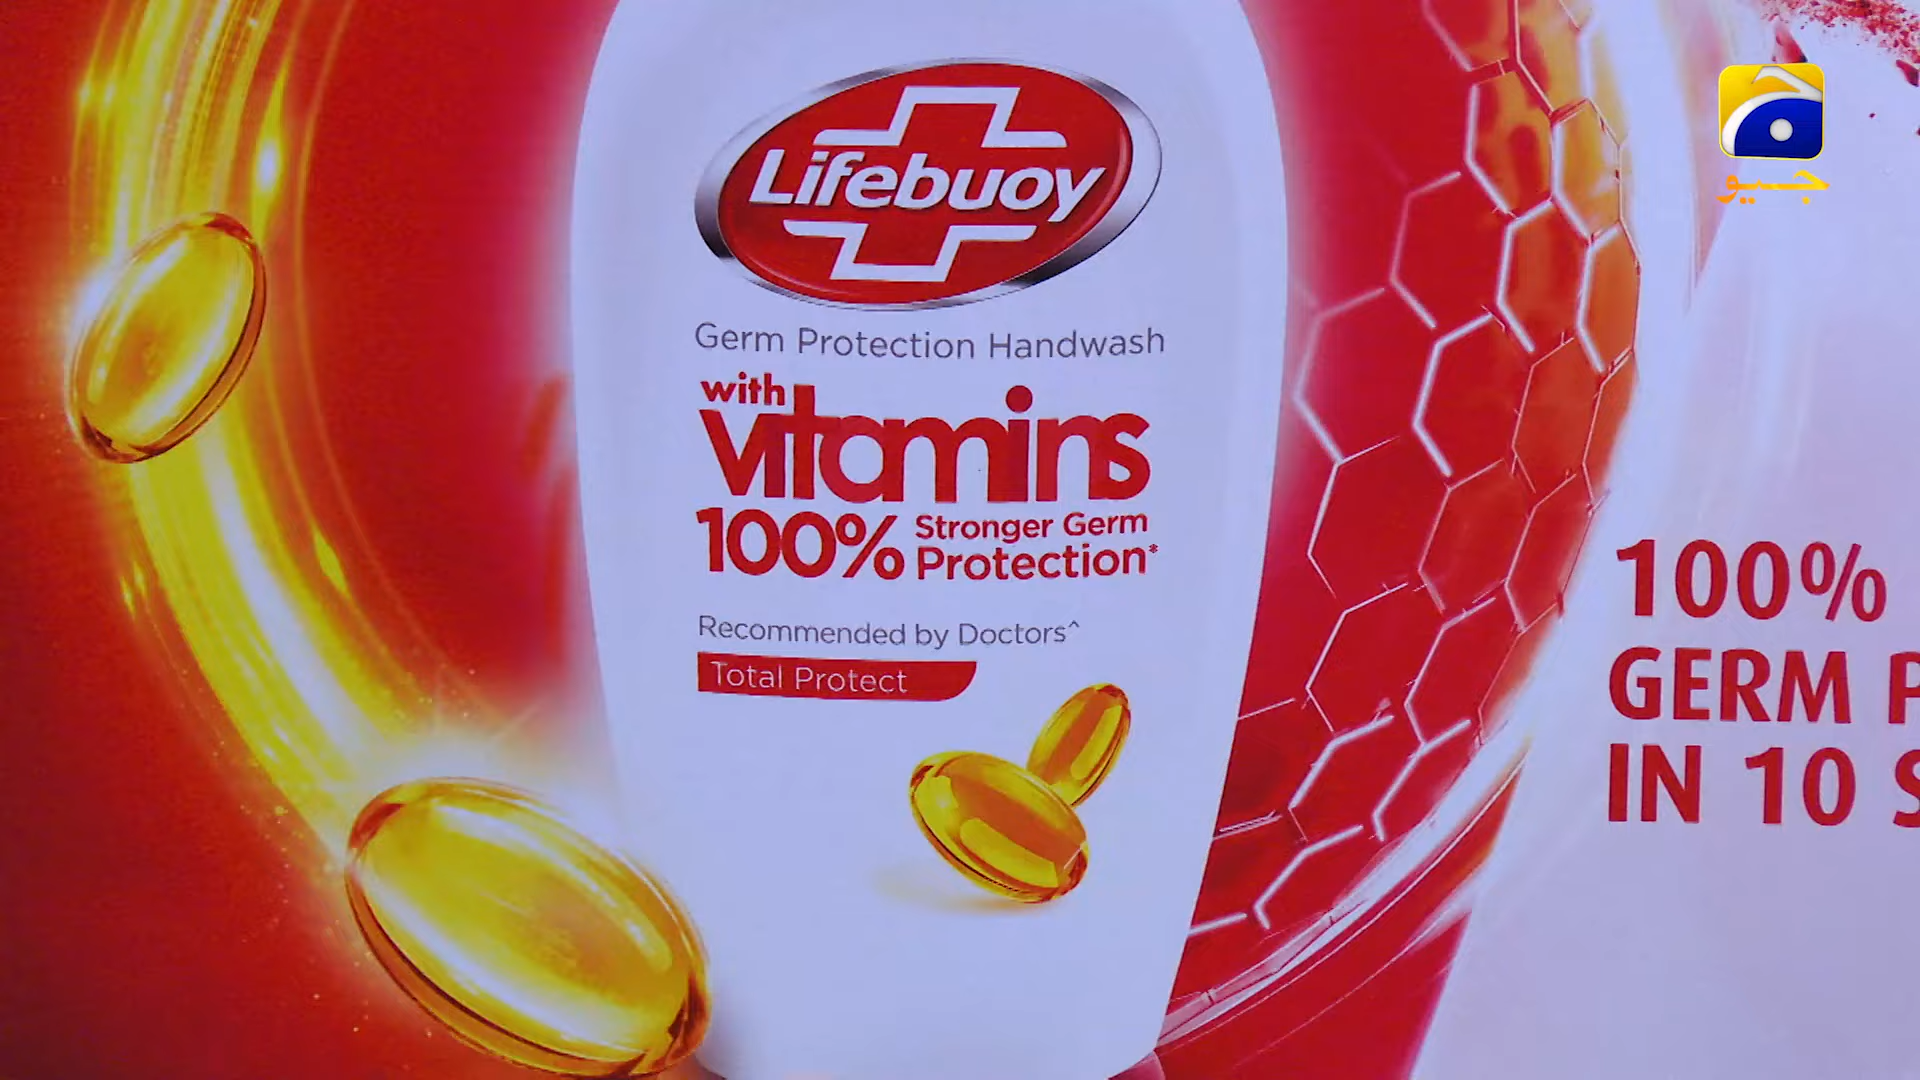 Lifebuoy
Germ Protection Handwash
with
vitamins
100% Stronger Germ
Protection*
Recommended by Doctors^
Total Protect
100%
GERM P
IN 10 S
جیو